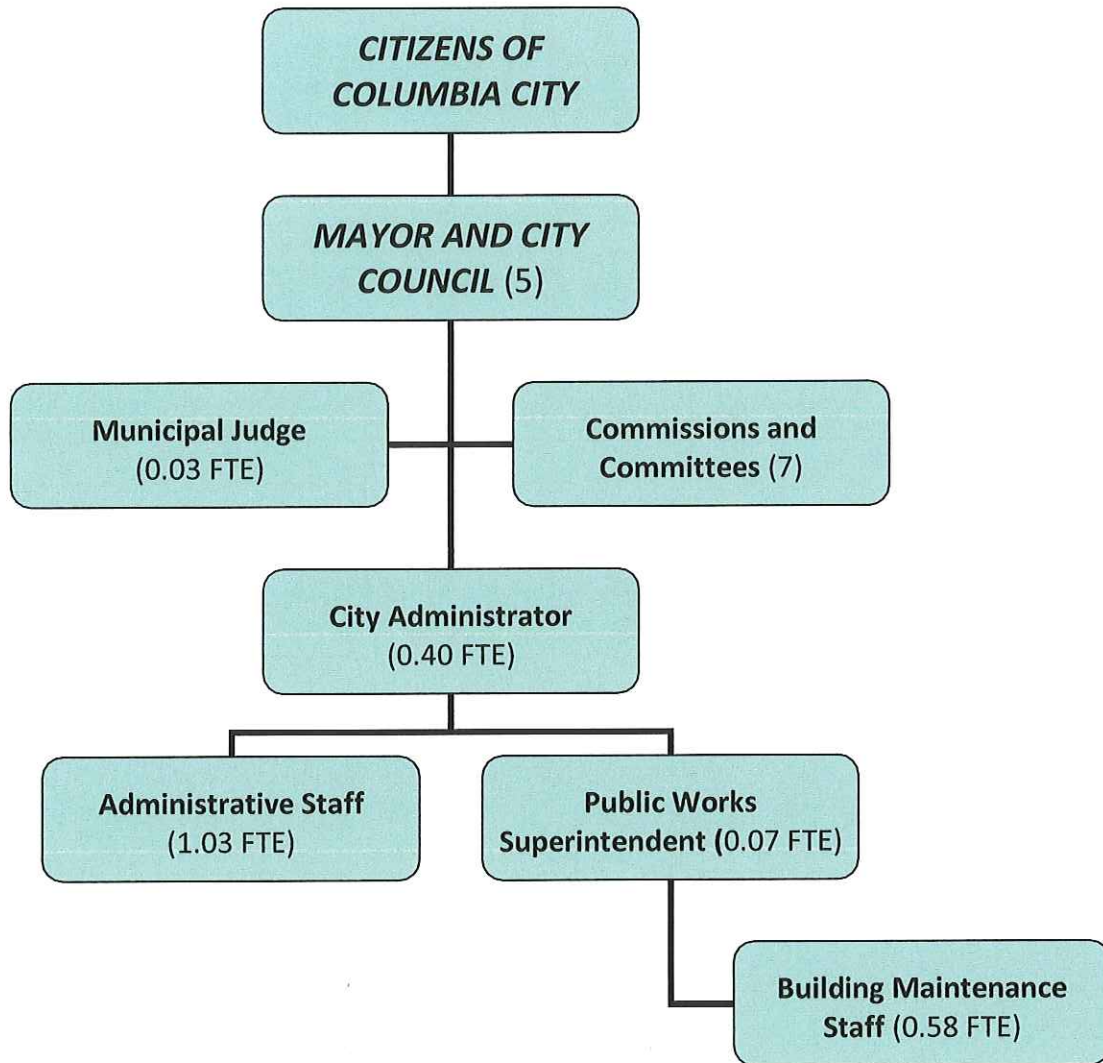 CITIZENS OF
COLUMBIA CITY
MAYOR AND CITY
COUNCIL (5)
Municipal Judge
(0.03 FTE)
Commissions and
Committees (7)
City Administrator
(0.40 FTE)
Administrative Staff
(1.03 FTE)
Public Works
Superintendent (0.07 FTE)
Building Maintenance
Staff (0.58 FTE)